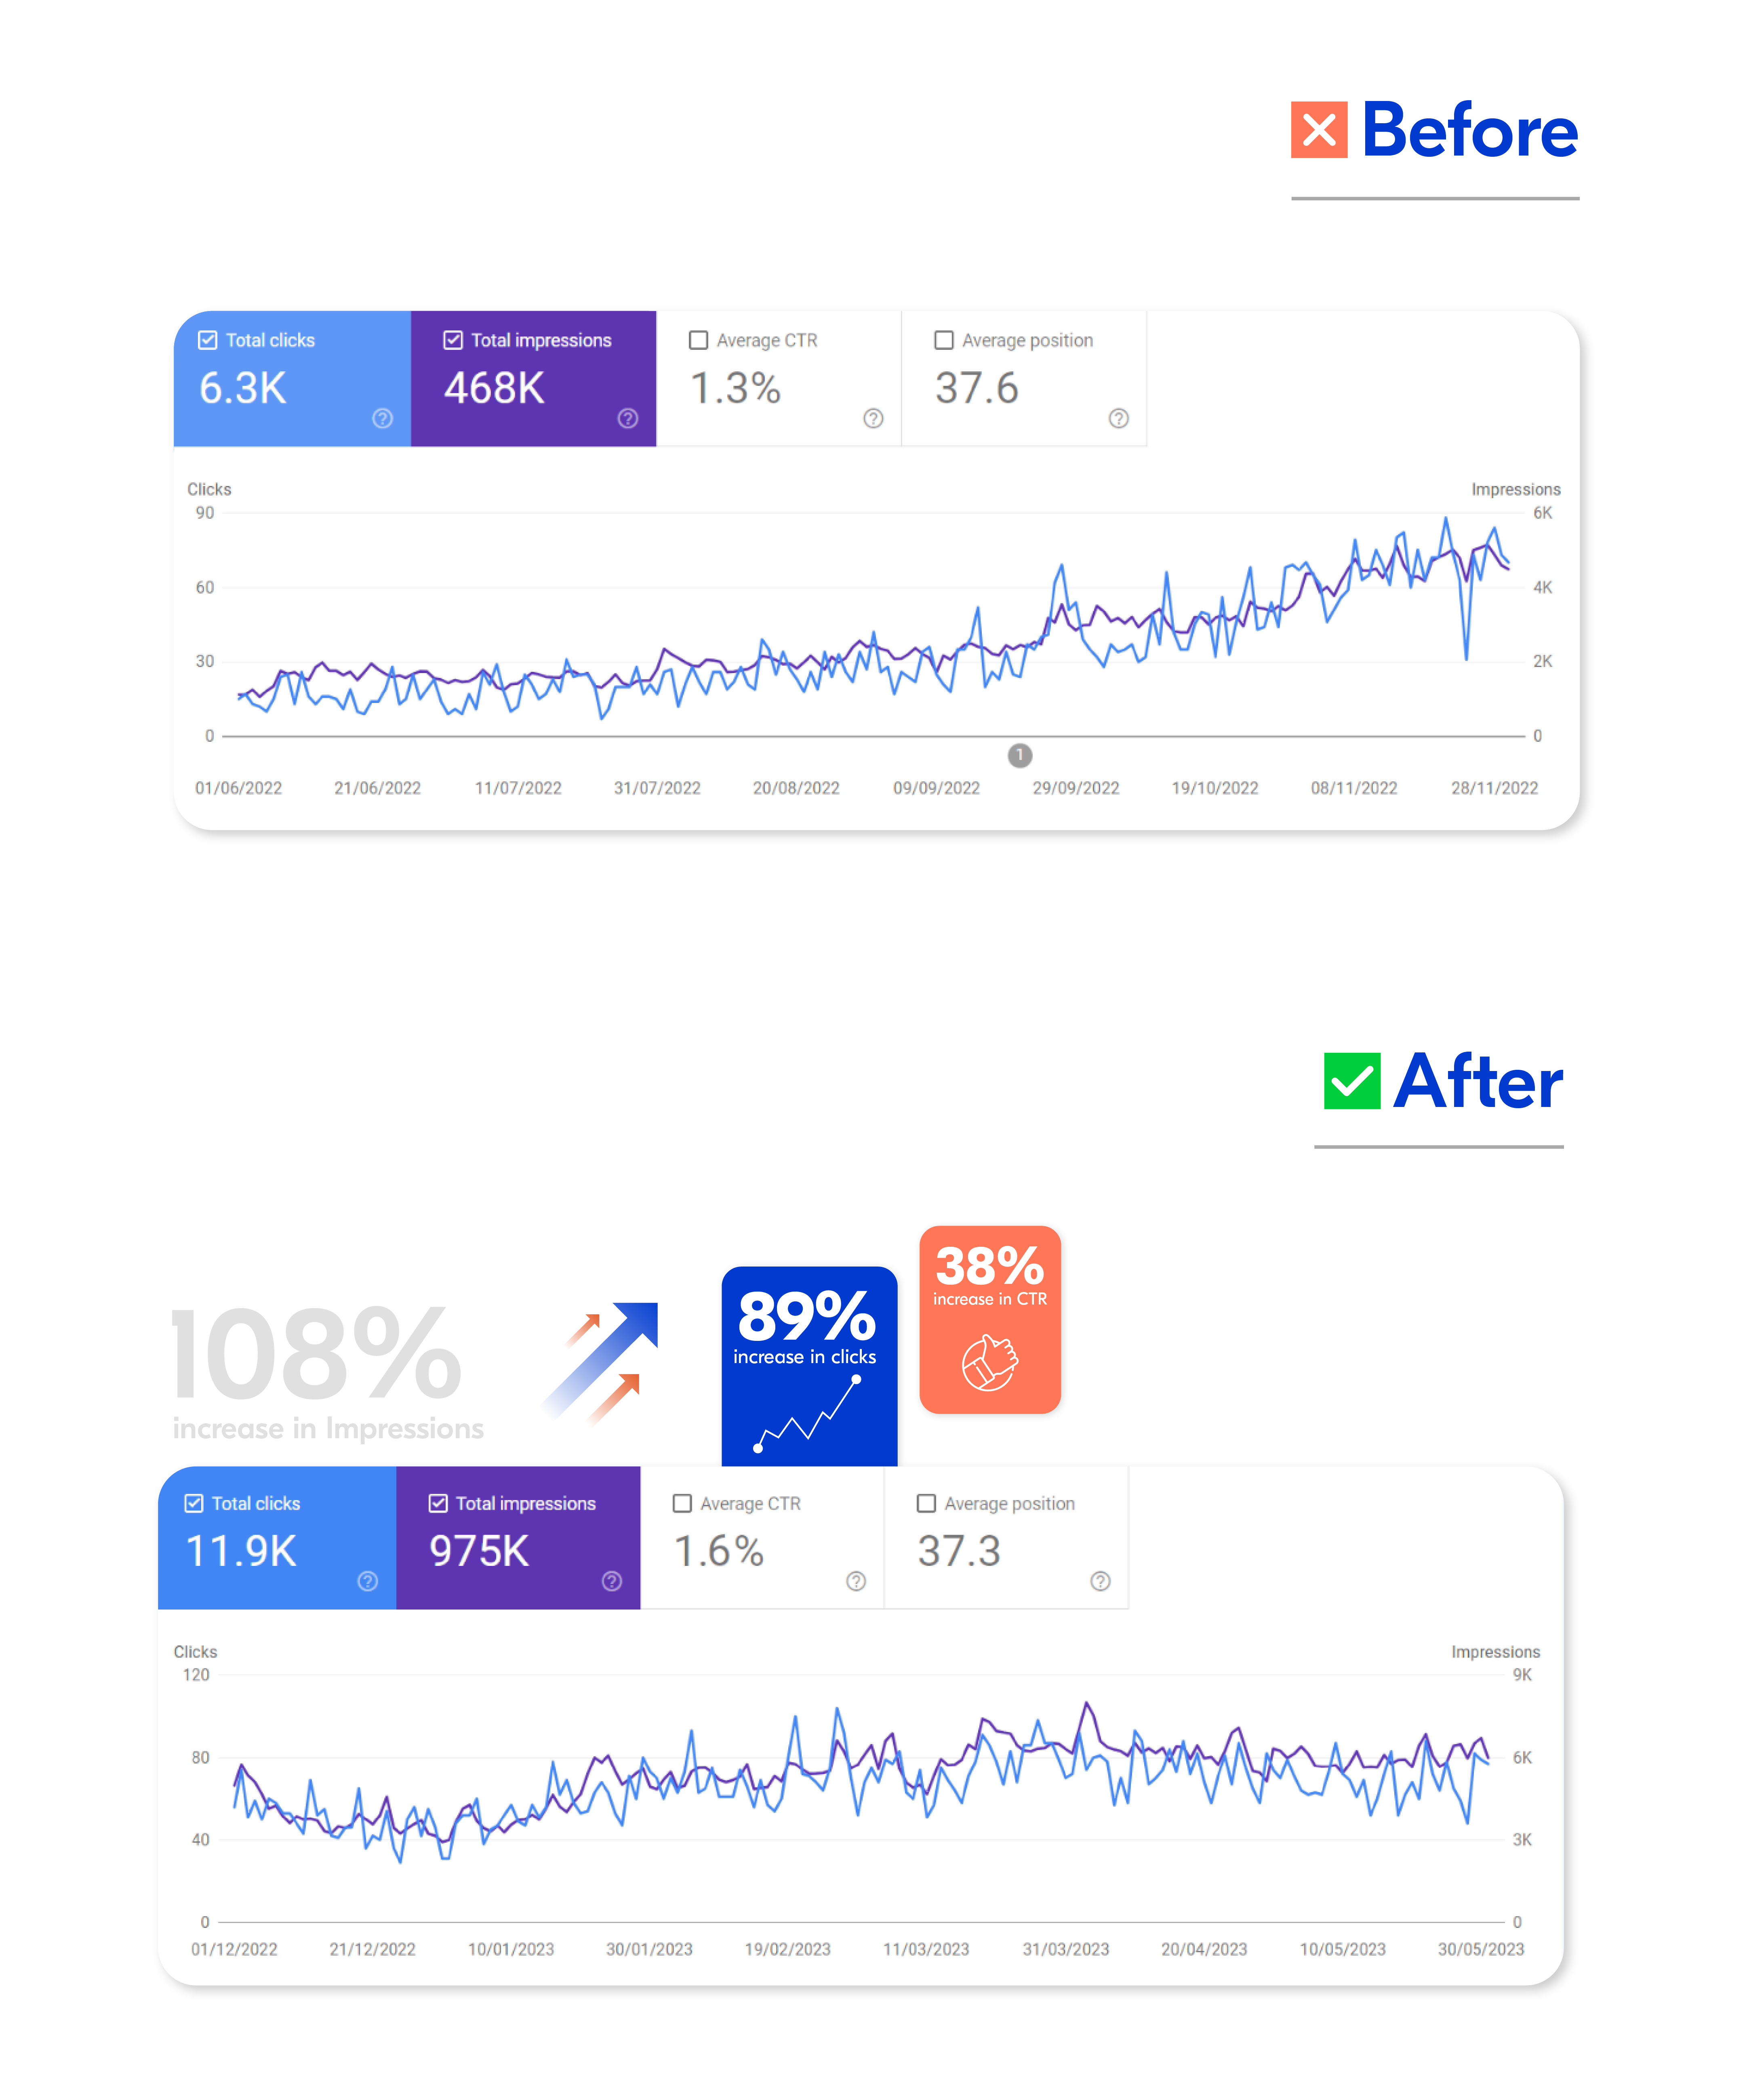 Before
Total clicks
6.3K
Total impressions
468K
Average CTR
1.3%
Average position
37.6
Clicks
Impressions
90
60
30
0
6K
4K
2K
0
1
01/06/2022 21/06/2022 11/07/2022 31/07/2022 20/08/2022 09/09/2022 29/09/2022 19/10/2022 08/11/2022 28/11/2022
After
108%
increase in Impressions
89%
increase in clicks
38%
increase in CTR
Total clicks
11.9K
Total impressions
975K
Average CTR
1.6%
Average position
37.3
Clicks
Impressions
120
80
40
0
9K
6K
3K
0
01/12/2022 21/12/2022 10/01/2023 30/01/2023 19/02/2023 11/03/2023 31/03/2023 20/04/2023 10/05/2023 30/05/2023